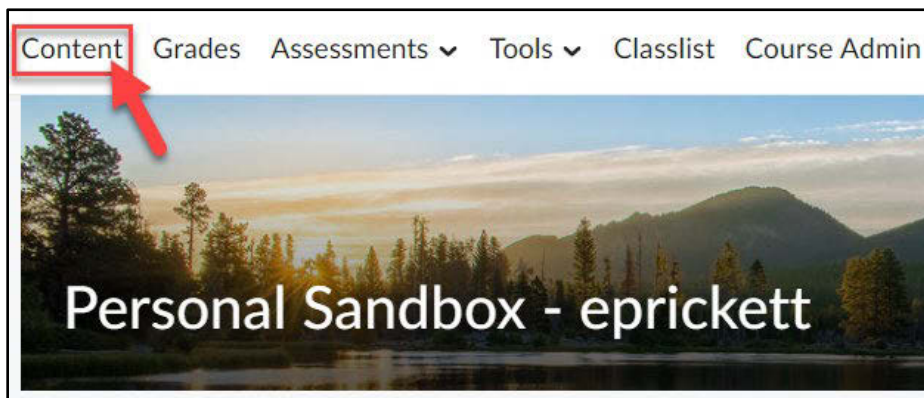 Content Grades Assessments Tools Classlist Course Admin
Personal Sandbox - eprickett